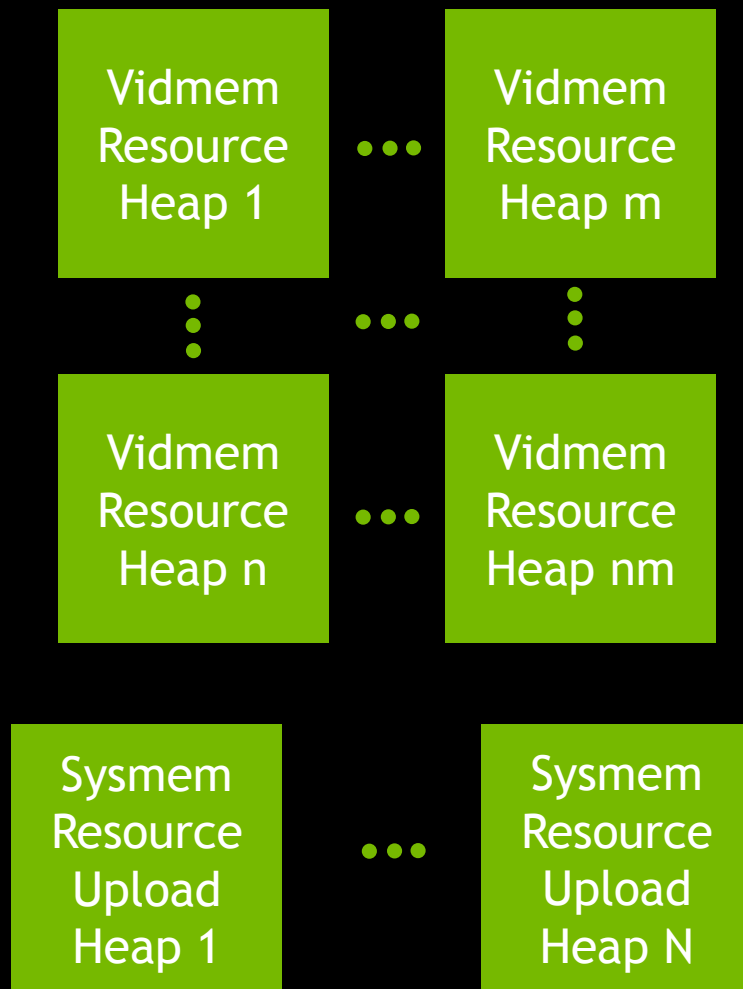 Vidmem
Resource
Heap 1
Vidmem
Resource
Heap m
Vidmem
Resource
Heap n
Vidmem
Resource
Heap nm
Sysmem
Resource
Upload
Heap 1
Sysmem
Resource
Upload
Heap N